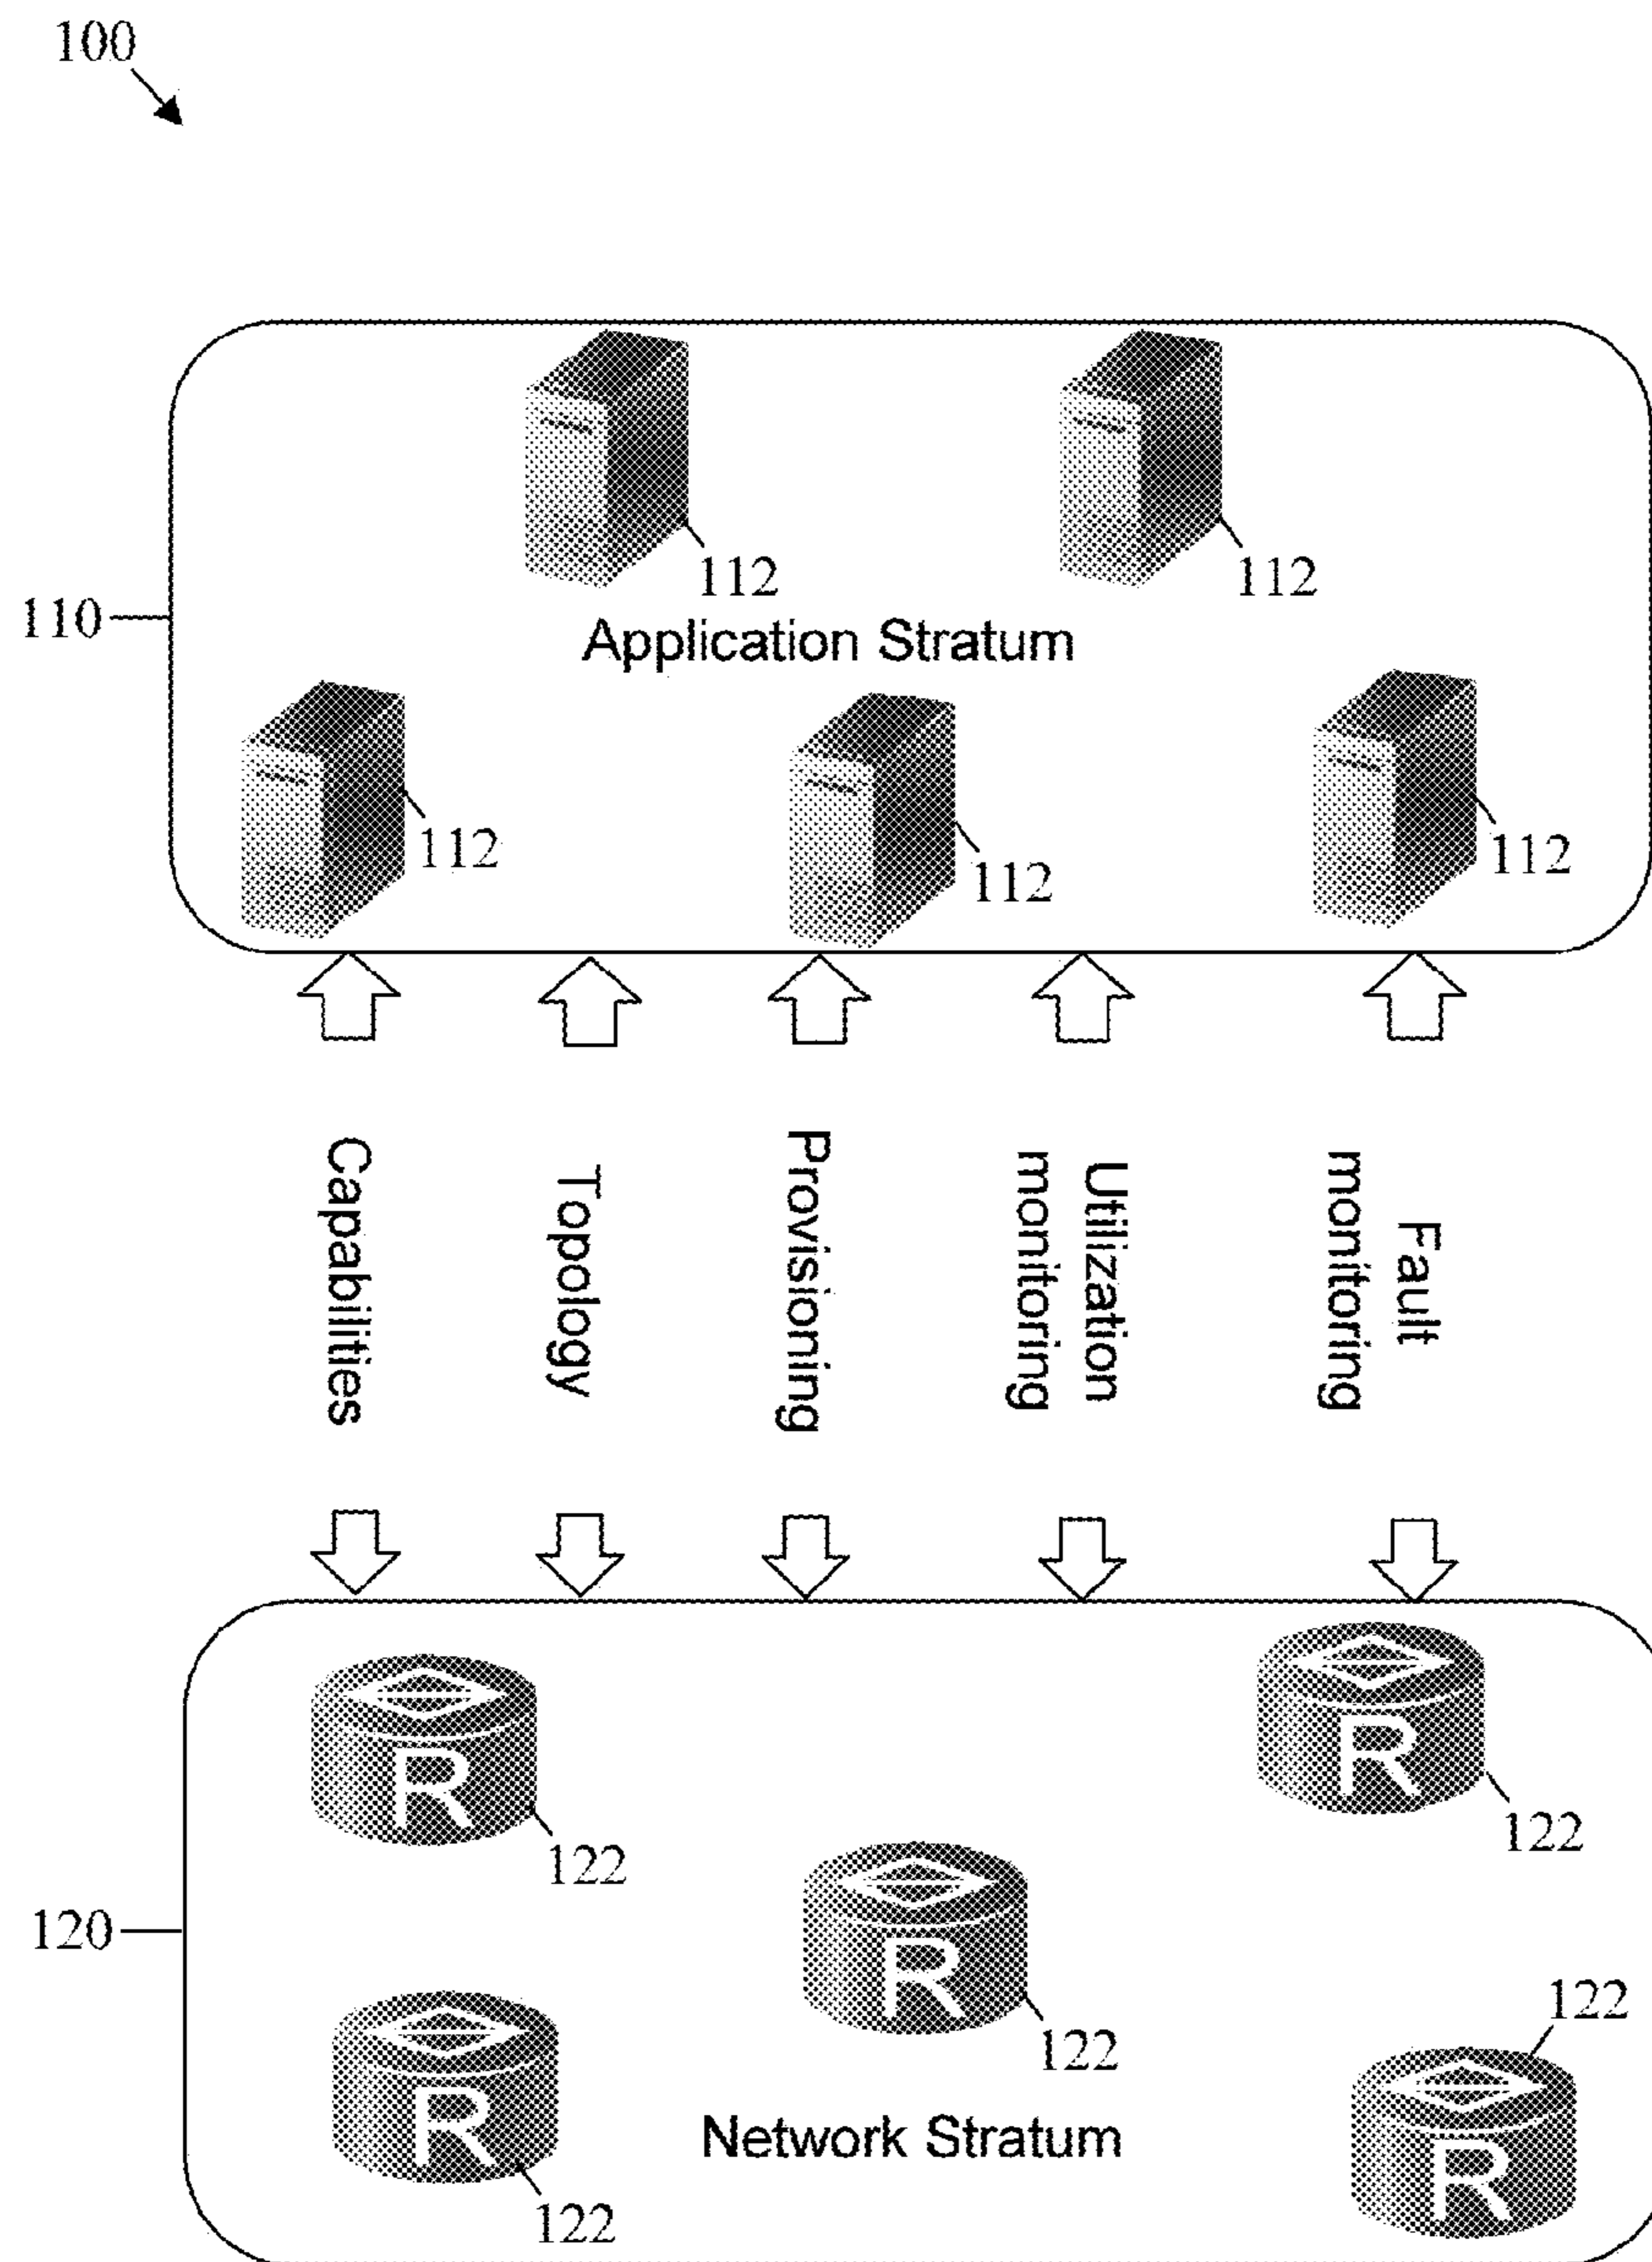 100
110
112
112
Application Stratum
112
112
112
Capabilities
Topology
Provisioning
Utilization
monitoring
Fault
monitoring
120
R
122
R
122
R
122
R
122
122
R
Network Stratum